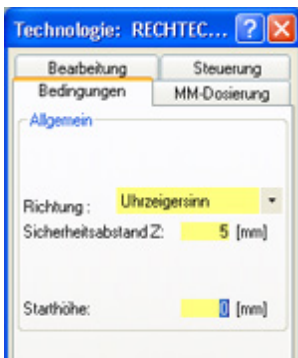 Technologie: RECHTEC...
Bearbeitung Steuerung
Bedingungen MM-Dosierung
Allgemein
Richtung : Uhrzeigersinn
Sicherheitsabstand Z: 5 [mm]
Starthöhe: 0 [mm]